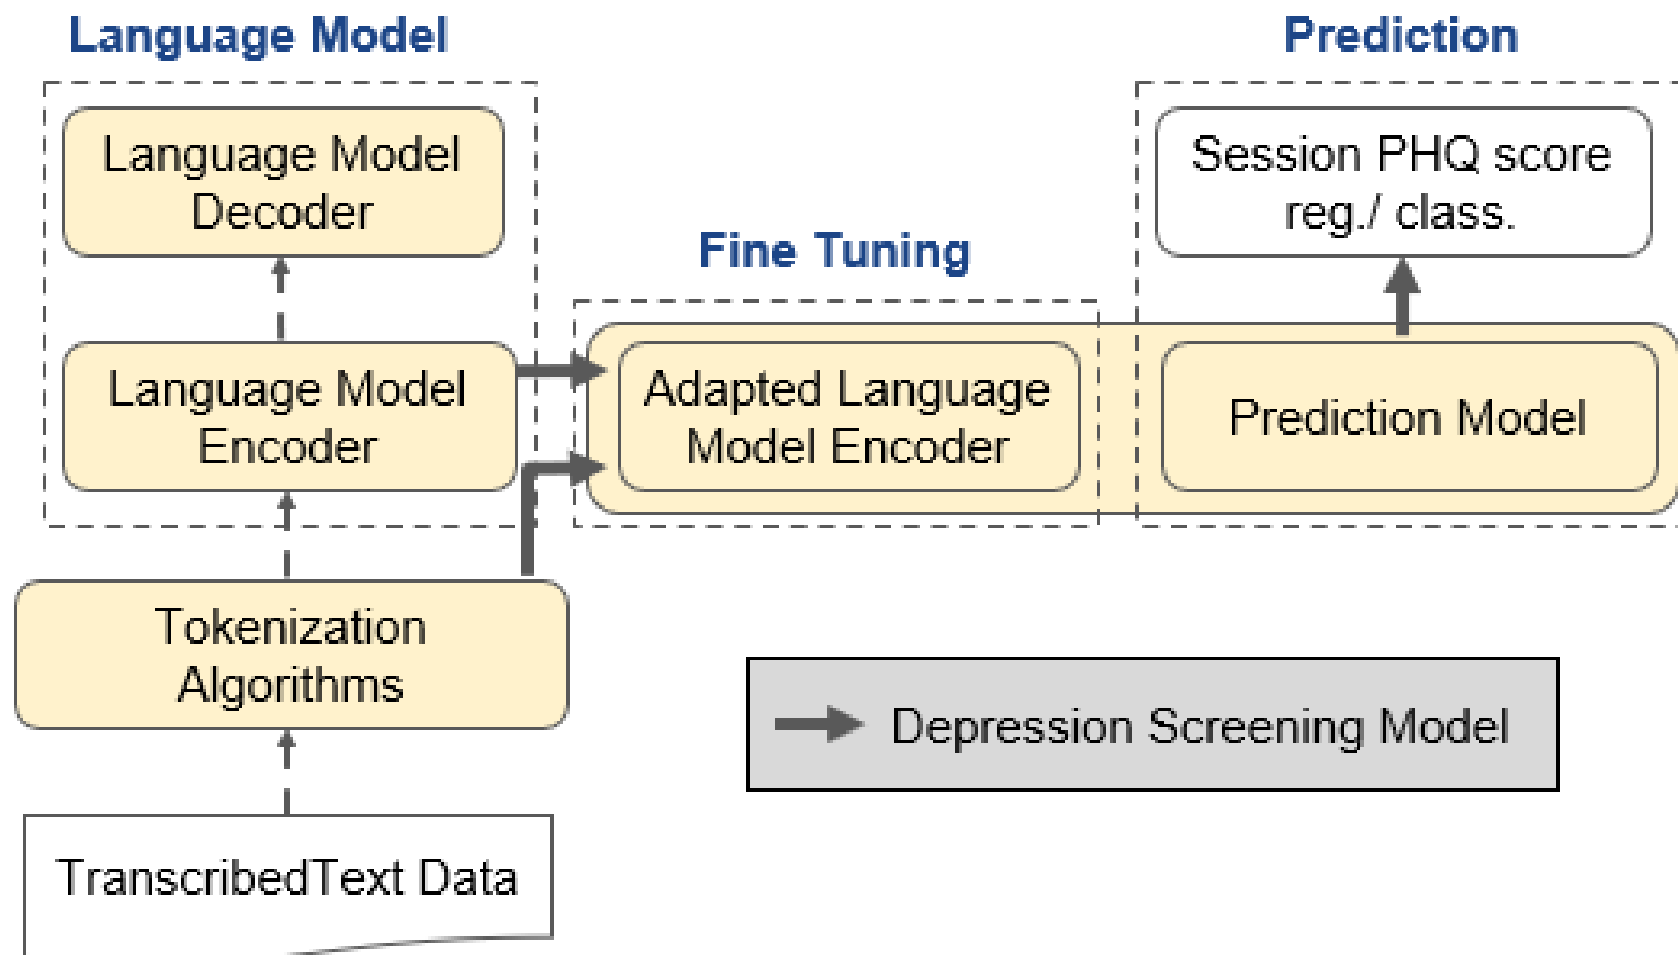 Language Model
Prediction
Language Model
Decoder
Session PHQ score
reg./ class.
Fine Tuning
Language Model
Encoder
Adapted Language
Model Encoder
Prediction Model
Tokenization
Algorithms
Depression Screening Model
TranscribedText Data